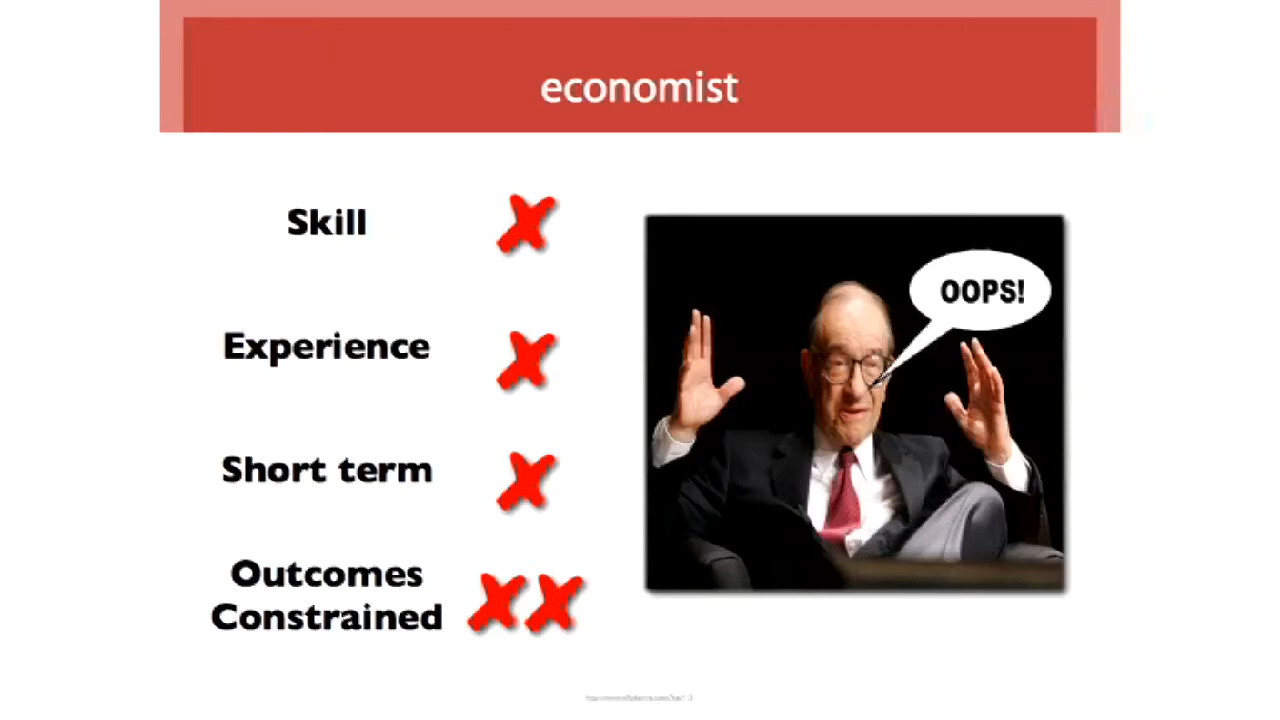 economist
Skill
Experience
Short term
Outcomes
Constrained
OOPS!